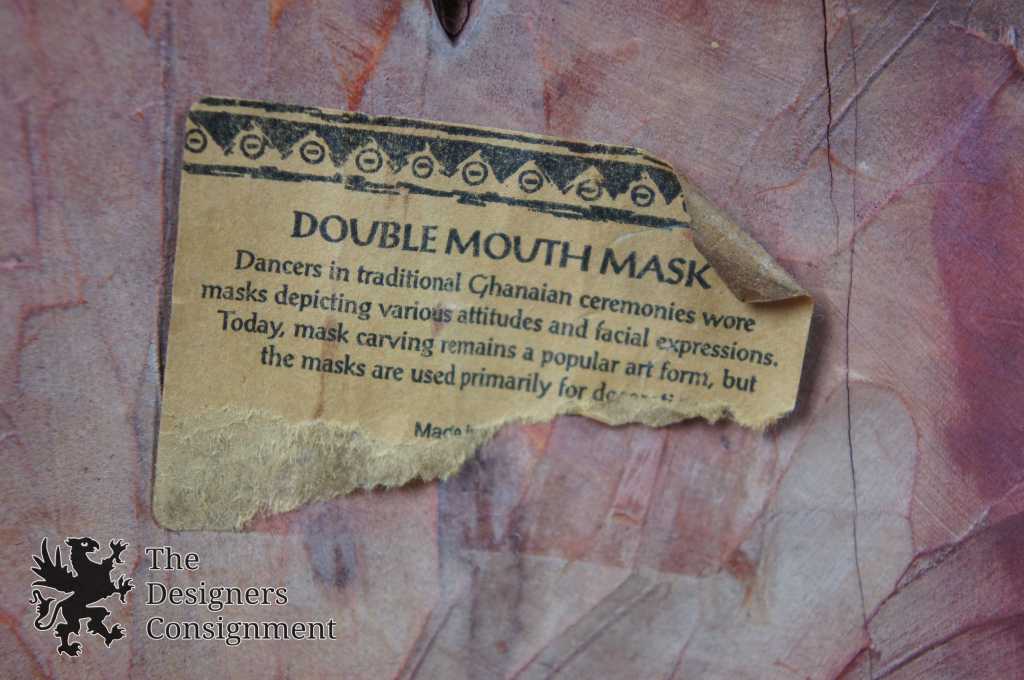 DOUBLE MOUTH MASK
Dancers in traditional Ghanaian ceremonies wore
masks depicting various attitudes and facial expressions.
Today, mask carving remains a popular art form, but
the masks are used primarily for
The
Designers
Consignment